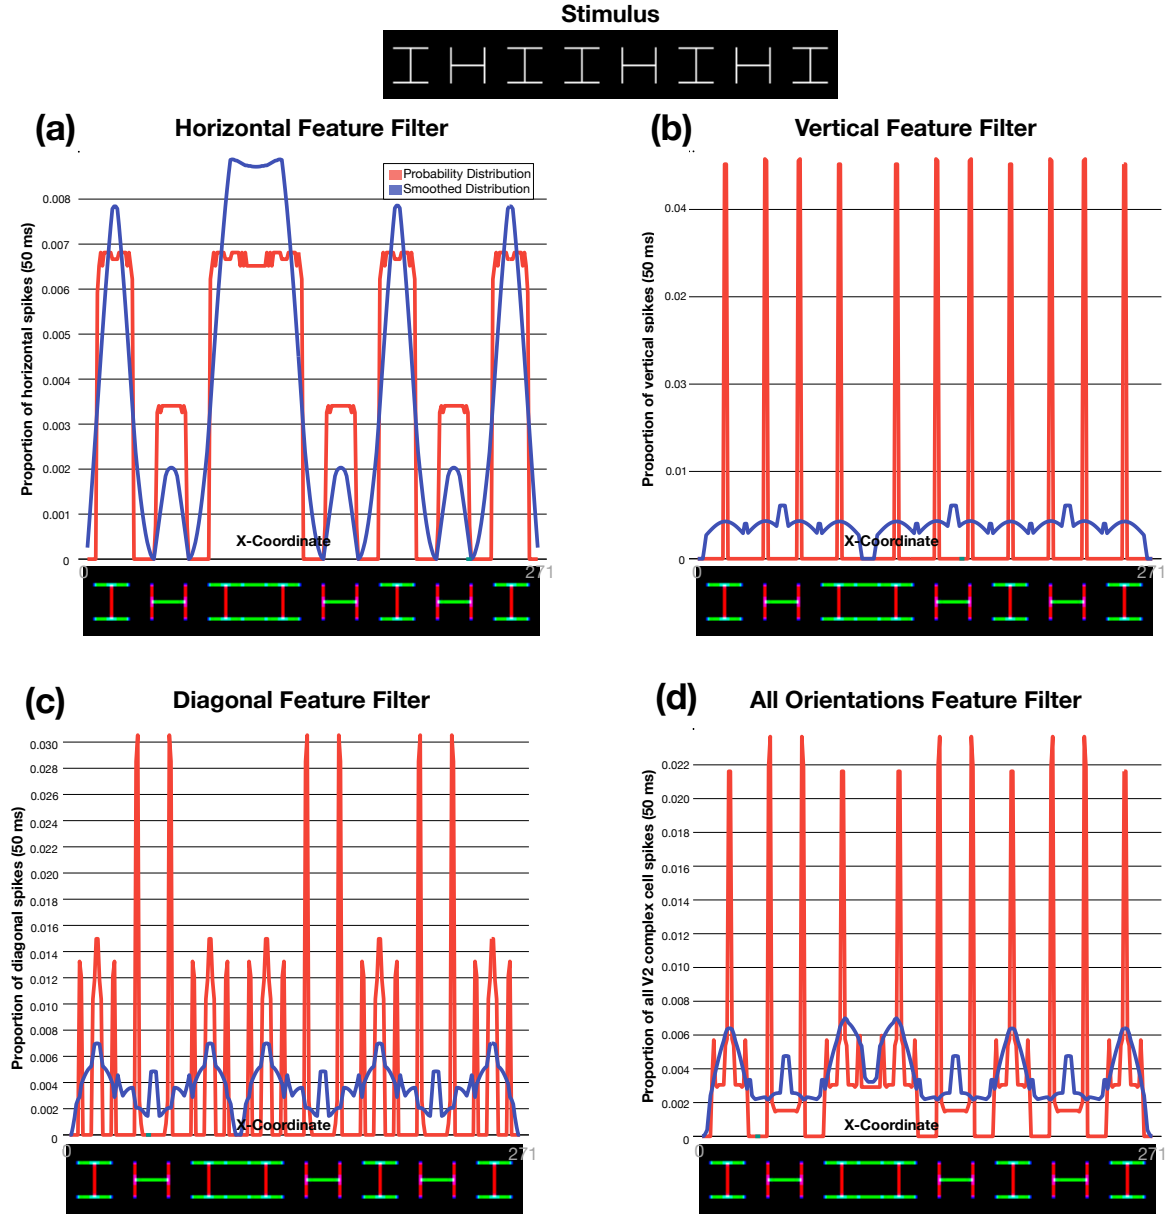 Stimulus
(a)
Horizontal Feature Filter
Probability Distribution
Smoothed Distribution
Proportion of horizontal spikes (50 ms)
0.008
0.007
0.006
0.005
0.004
0.003
0.002
0.001
0
X-Coordinate
0
271
(b)
Vertical Feature Filter
Proportion of vertical spikes (50 ms)
0.04
0.02
0.03
0.01
0
X-Coordinate
0
271
(c)
Diagonal Feature Filter
Proportion of diagonal spikes (50 ms)
0.030
0.028
0.026
0.024
0.022
0.020
0.018
0.016
0.014
0.012
0.010
0.008
0.006
0.004
0.002
0
X-Coordinate
0
271
(d)
All Orientations Feature Filter
Proportion of all V2 complex cell spikes (50 ms)
0.022
0.020
0.018
0.016
0.014
0.012
0.010
0.008
0.006
0.004
0.002
0
X-Coordinate
0
271